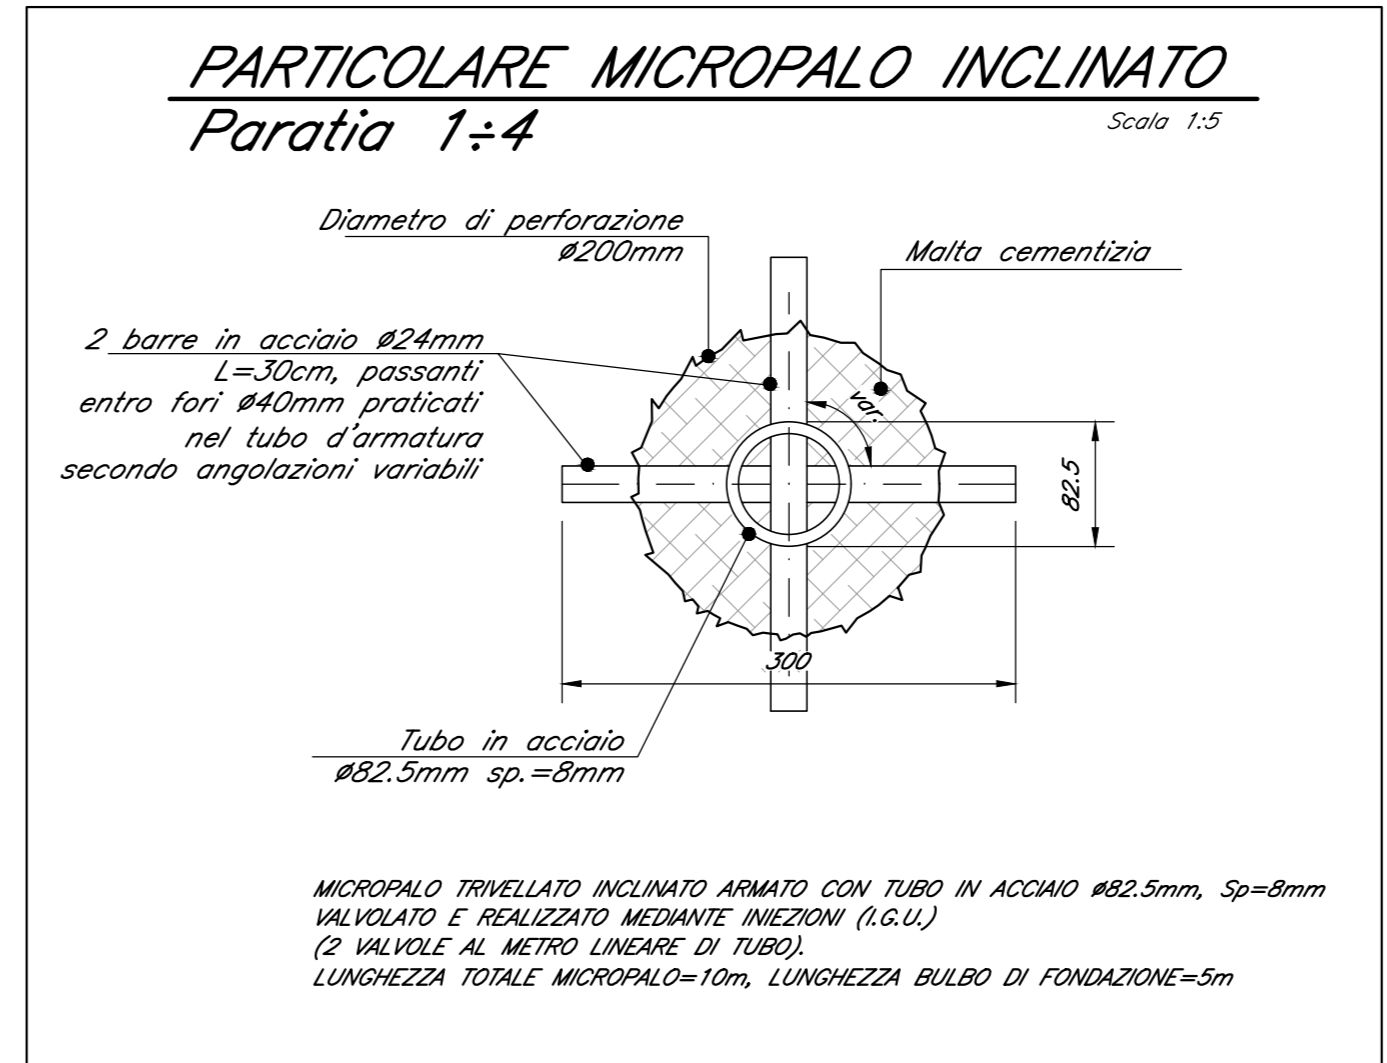 PARTICOLARE MICROPALO INCLINATO
Paratia 1÷4
Scala 1:5
Diametro di perforazione
ø200mm
Malta cementizia
2 barre in acciaio ø24mm
L=30cm, passanti
entro fori ø40mm praticati
nel tubo d'armatura
secondo angolazioni variabili
var.
82.5
300
Tubo in acciaio
ø82.5mm sp.=8mm
MICROPALO TRIVELLATO INCLINATO ARMATO CON TUBO IN ACCIAIO ø82.5mm, Sp=8mm
VALVOLATO E REALIZZATO MEDIANTE INIEZIONI (I.G.U.)
(2 VALVOLE AL METRO LINEARE DI TUBO).
LUNGHEZZA TOTALE MICROPALO=10m, LUNGHEZZA BULBO DI FONDAZIONE=5m